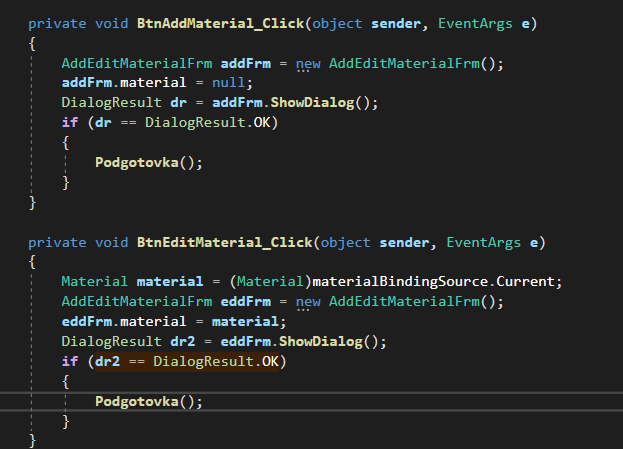 private void BtnAddMaterial_Click(object sender, EventArgs e)
{
AddEditMaterialFrm addFrm = new AddEditMaterialFrm();
addFrm.material = null;
DialogResult dr = addFrm.ShowDialog();
if (dr == DialogResult.OK)
{
Podgotovka();
}
}
private void BtnEditMaterial_Click(object sender, EventArgs e)
{
Material material = (Material)materialBindingSource.Current;
AddEditMaterialFrm eddFrm = new AddEditMaterialFrm();
eddFrm.material = material;
DialogResult dr2 = eddFrm.ShowDialog();
if (dr2 == DialogResult.OK)
{
Podgotovka();
}
}